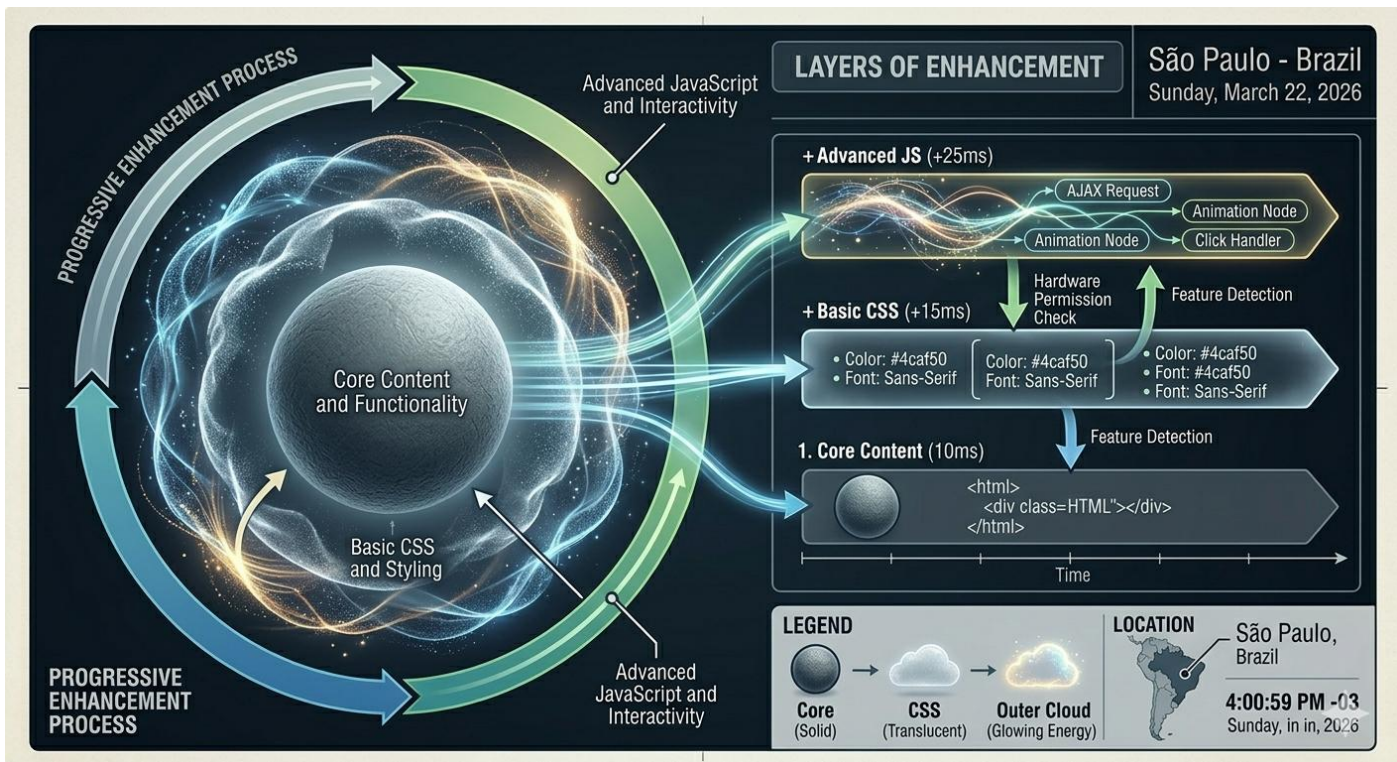 PROGRESSIVE ENHANCEMENT PROCESS
Advanced JavaScript
and Interactivity
Core Content
and Functionality
Basic CSS
and Styling
Advanced
JavaScript and
Interactivity
PROGRESSIVE
ENHANCEMENT
PROCESS
LAYERS OF ENHANCEMENT
São Paulo - Brazil
Sunday, March 22, 2026
+ Advanced JS (+25ms)
AJAX Request
Animation Node
Animation Node
Click Handler
Hardware
Permission
Check
Feature Detection
+ Basic CSS (+15ms)
• Color: #4caf50
• Font: Sans-Serif
Color: #4caf50
Font: Sans-Serif
• Color: #4caf50
• Font: #4caf50
• Font: Sans-Serif
Feature Detection
1. Core Content (10ms)
<html>
<div class=HTML"></div>
</html>
Time
LEGEND
Core
(Solid)
CSS
(Translucent)
Outer Cloud
(Glowing Energy)
LOCATION
São Paulo,
Brazil
4:00:59 PM -03
Sunday, in in, 2026